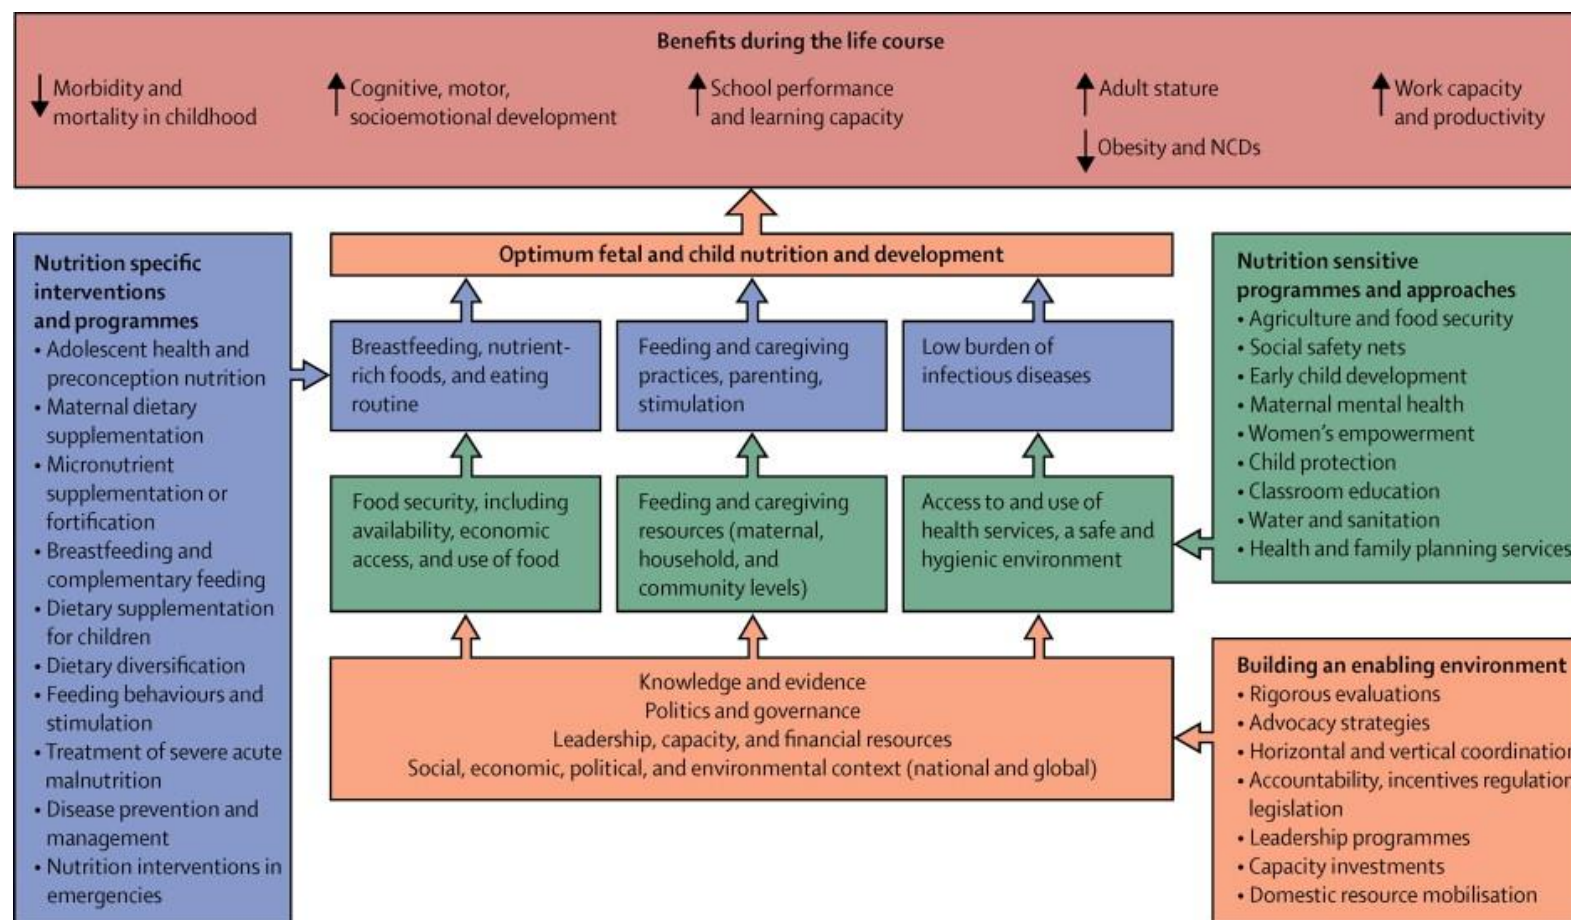 Benefits during the life course
Morbidity and
mortality in childhood
Cognitive, motor,
socioemotional development
School performance
and learning capacity
Adult stature
Obesity and NCDs
Work capacity
and productivity
Nutrition specific
interventions
and programmes
• Adolescent health and
preconception nutrition
• Maternal dietary
supplementation
• Micronutrient
supplementation or
fortification
• Breastfeeding and
complementary feeding
• Dietary supplementation
for children
• Dietary diversification
• Feeding behaviours and
stimulation
• Treatment of severe acute
malnutrition
• Disease prevention and
management
• Nutrition interventions in
emergencies
Optimum fetal and child nutrition and development
Breastfeeding, nutrient-
rich foods, and eating
routine
Feeding and caregiving
practices, parenting,
stimulation
Low burden of
infectious diseases
Food security, including
availability, economic
access, and use of food
Feeding and caregiving
resources (maternal,
household, and
community levels)
Access to and use of
health services, a safe and
hygienic environment
Knowledge and evidence
Politics and governance
Leadership, capacity, and financial resources
Social, economic, political, and environmental context (national and global)
Nutrition sensitive
programmes and approaches
• Agriculture and food security
• Social safety nets
• Early child development
• Maternal mental health
• Women's empowerment
• Child protection
• Classroom education
• Water and sanitation
• Health and family planning services
Building an enabling environment
• Rigorous evaluations
• Advocacy strategies
• Horizontal and vertical coordination
• Accountability, incentives regulation
legislation
• Leadership programmes
• Capacity investments
• Domestic resource mobilisation